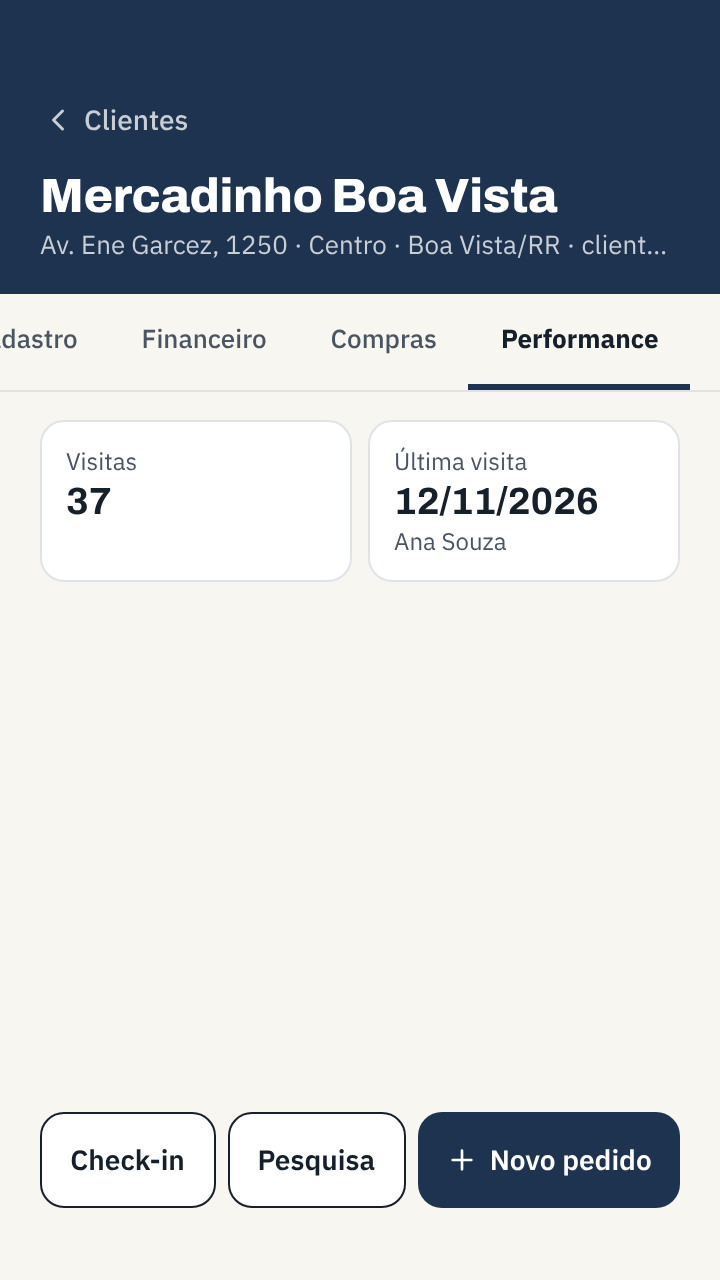 Clientes
Mercadinho Boa Vista
Av. Ene Garcez, 1250 · Centro · Boa Vista/RR · client...
dastro Financeiro Compras Performance
Visitas
37
Última visita
12/11/2026
Ana Souza
Check-in Pesquisa + Novo pedido